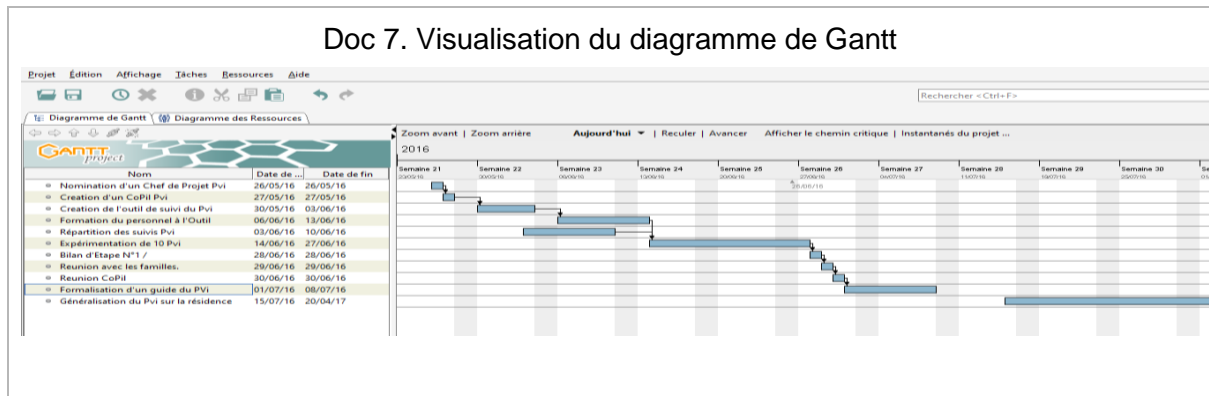 Doc 7. Visualisation du diagramme de Gantt
Projet Édition Affichage Tâches Ressources Aide
Rechercher <Ctrl+F>
Diagramme de Gantt Diagramme des Ressources
Zoom avant | Zoom arrière Aujourd'hui | Reculer | Avancer Afficher le chemin critique | Instantanés du projet ...
GANTT project
2016
Nom Date de ... Date de fin
Semaine 21 Semaine 22 Semaine 23 Semaine 24 Semaine 25 Semaine 26 Semaine 27 Semaine 28 Semaine 29 Semaine 30 Se
Nomination d'un Chef de Projet Pvi 26/05/16 26/05/16
Creation d'un CoPil Pvi 27/05/16 27/05/16
Creation de l'outil de suivi du Pvi 30/05/16 03/06/16
Formation du personnel à l'Outil 06/06/16 13/06/16
Répartition des suivis Pvi 03/06/16 10/06/16
Expérimentation de 10 Pvi 14/06/16 27/06/16
Bilan d'Etape N°1 / 28/06/16 28/06/16
Reunion avec les familles. 29/06/16 29/06/16
Reunion CoPil 30/06/16 30/06/16
Formalisation d'un guide du PVi 01/07/16 08/07/16
Généralisation du Pvi sur la résidence 15/07/16 20/04/17